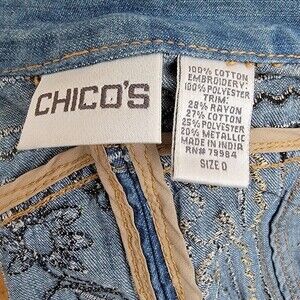 CHICO'S
100% COTTON
EMBROIDERY:
100% POLYESTER
TRIM:
28% RAYON
27% COTTON
25% POLYESTER
20% METALLIC
MADE IN INDIA
RN# 79984
SIZE 0